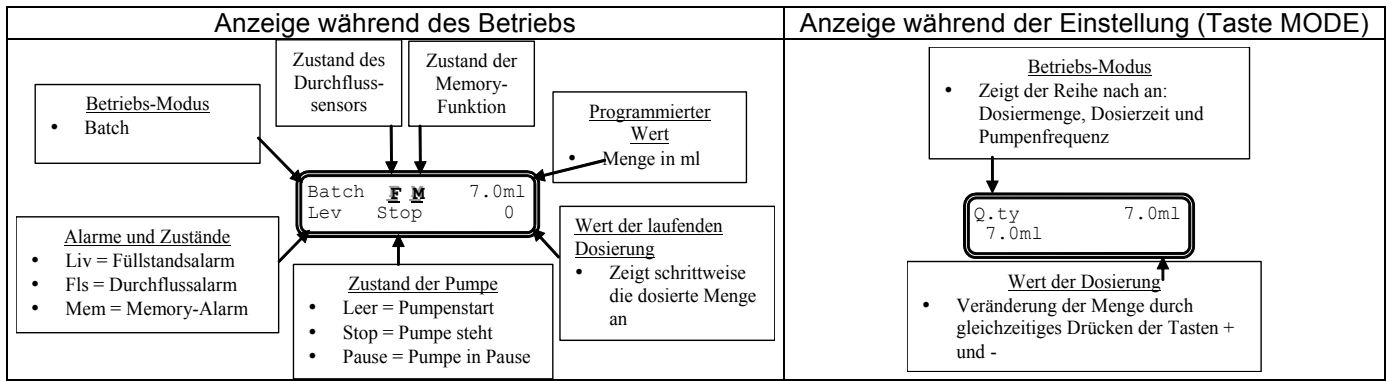 Anzeige während des Betriebs
Anzeige während der Einstellung (Taste MODE)
Zustand des
Durchfluss-
sensors
Zustand der
Memory-
Funktion
Betriebs-Modus
• Batch
Programmierter
Wert
• Menge in ml
Batch F M 7.0ml
Lev Stop 0
Alarme und Zustände
• Liv = Füllstandsalarm
• Fls = Durchflussalarm
• Mem = Memory-Alarm
Zustand der Pumpe
• Leer = Pumpenstart
• Stop = Pumpe steht
• Pause = Pumpe in Pause
Wert der laufenden
Dosierung
• Zeigt schrittweise
die dosierte Menge
an
Betriebs-Modus
• Zeigt der Reihe nach an:
Dosiermenge, Dosierzeit und
Pumpenfrequenz
Q.ty 7.0ml
7.0ml
Wert der Dosierung
• Veränderung der Menge durch
gleichzeitiges Drücken der Tasten +
und -